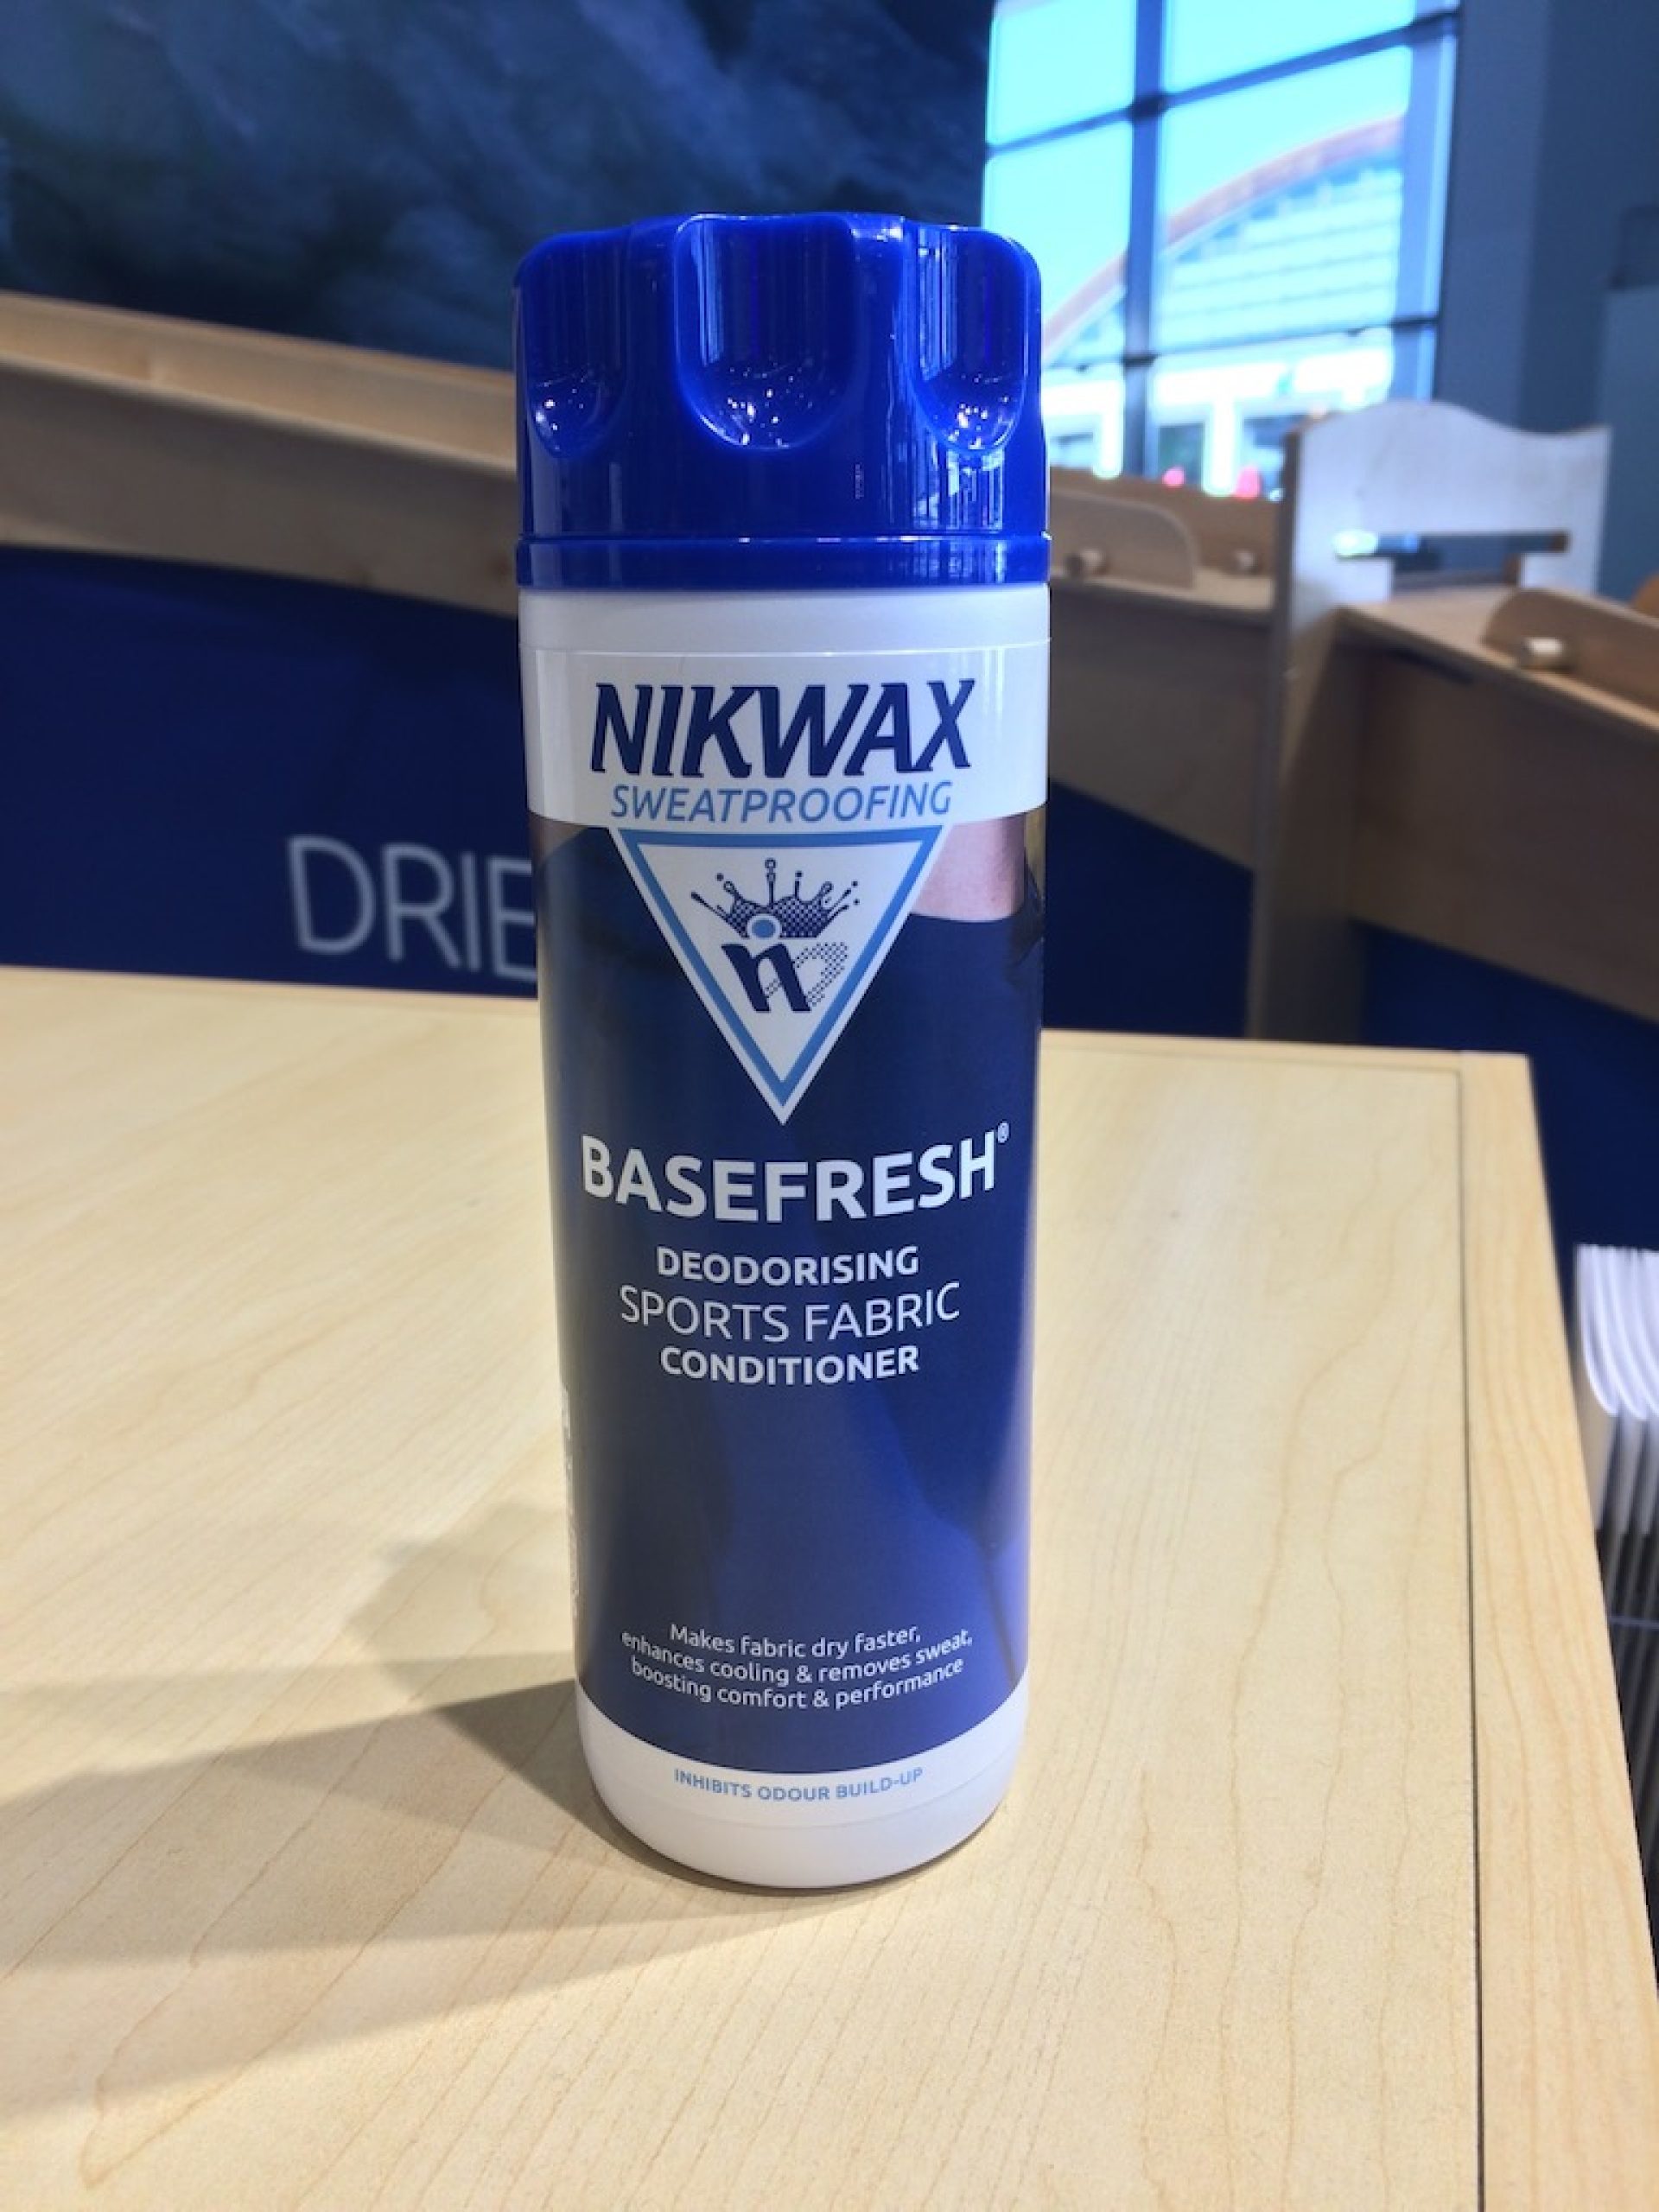 NIKWAX
SWEATPROOFING
DRIE
BASEFRESH®
DEODORISING
SPORTS FABRIC
CONDITIONER
Makes fabric dry faster,
enhances cooling & removes sweat,
boosting comfort & performance
INHIBITS ODOUR BUILD-UP